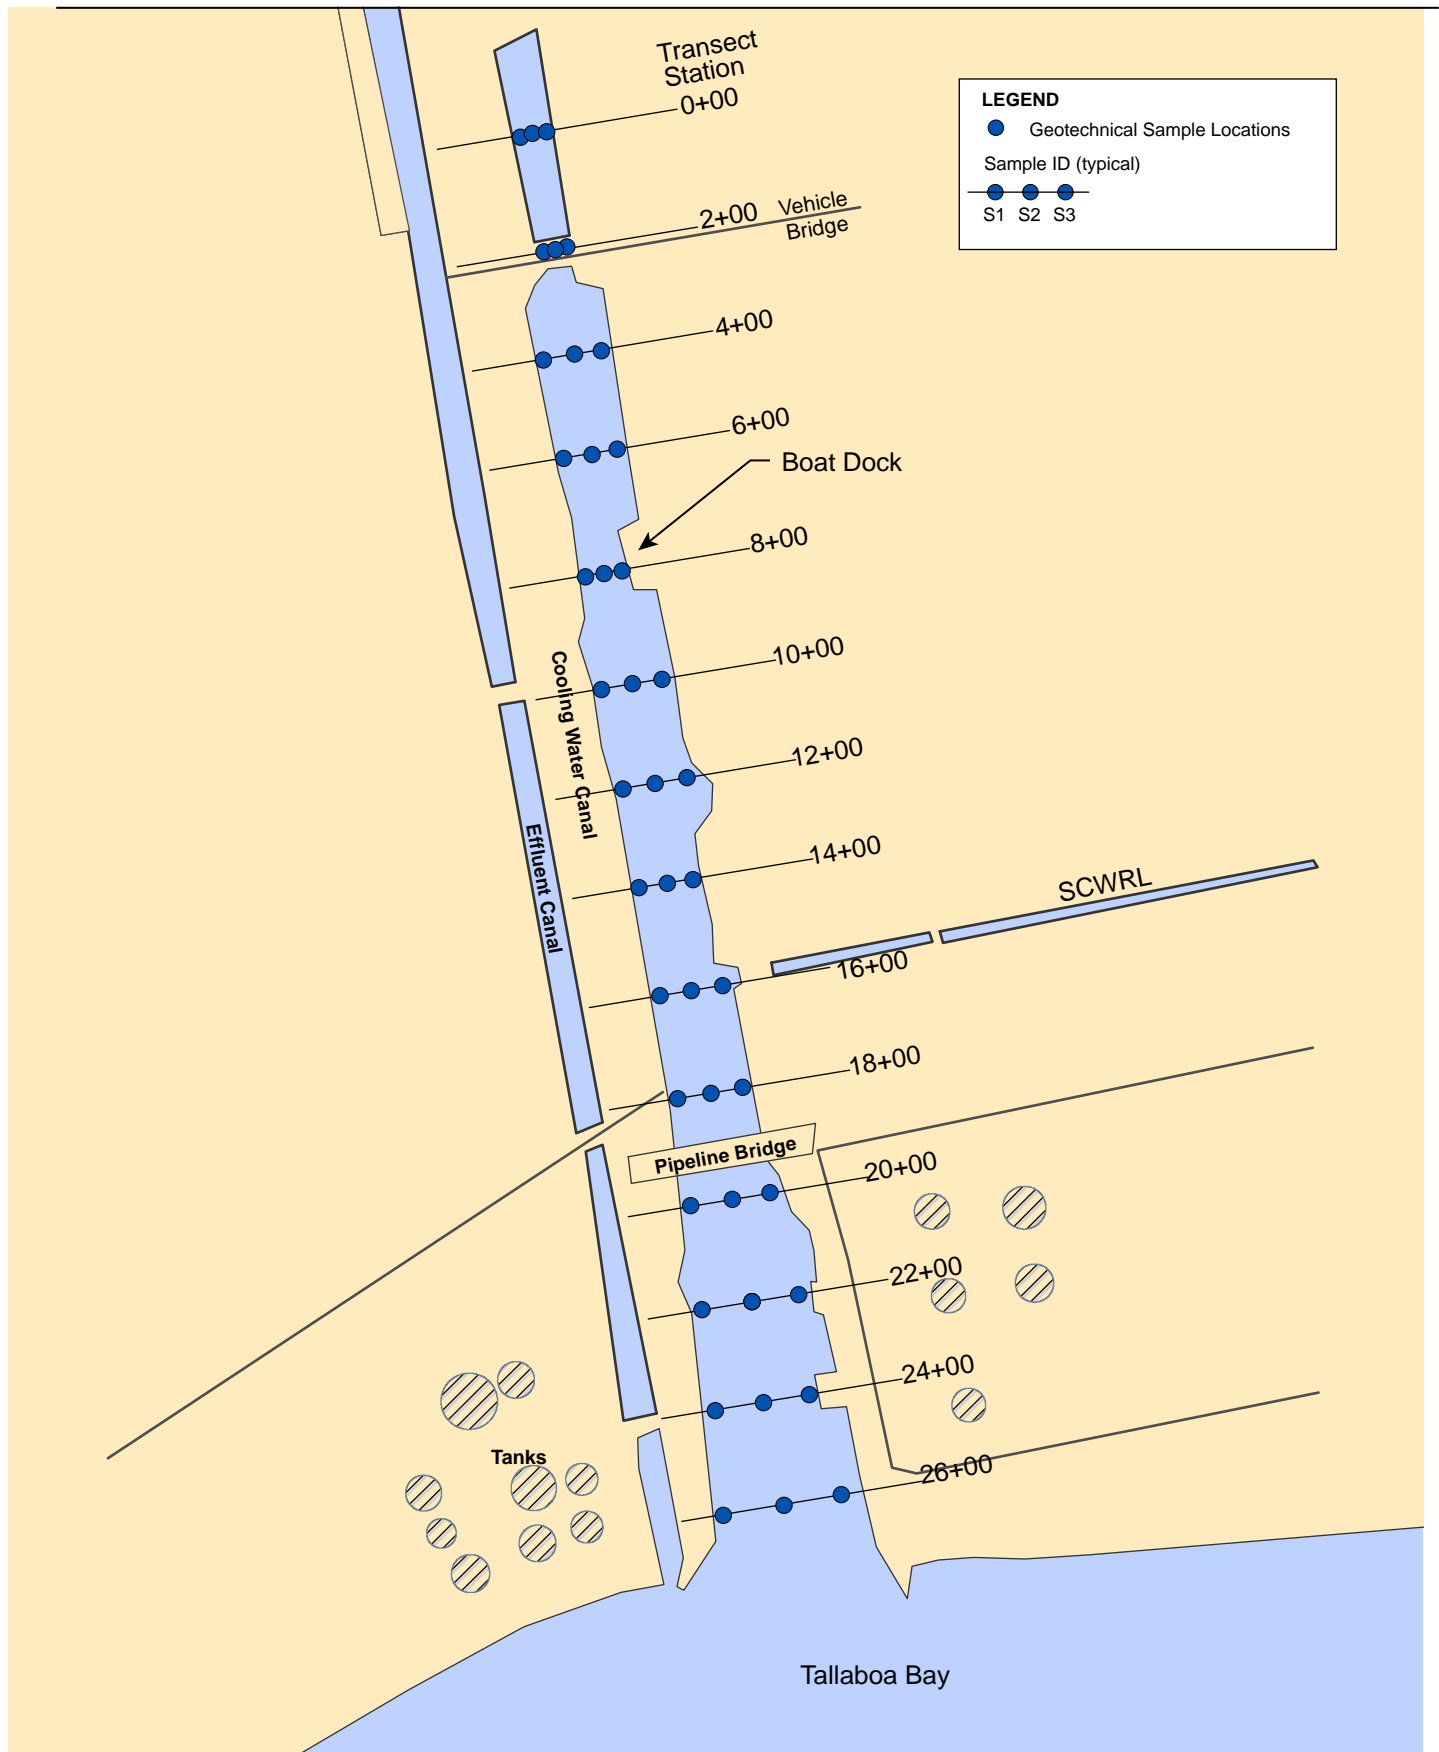 Transect
Station
0+00
LEGEND
Geotechnical Sample Locations
Sample ID (typical)
S1 S2 S3
2+00
Vehicle
Bridge
4+00
6+00
Boat Dock
8+00
10+00
Cooling Water Canal
12+00
Effluent Canal
14+00
SCWRL
16+00
18+00
Pipeline Bridge
20+00
22+00
24+00
Tanks
26+00
Tallaboa Bay